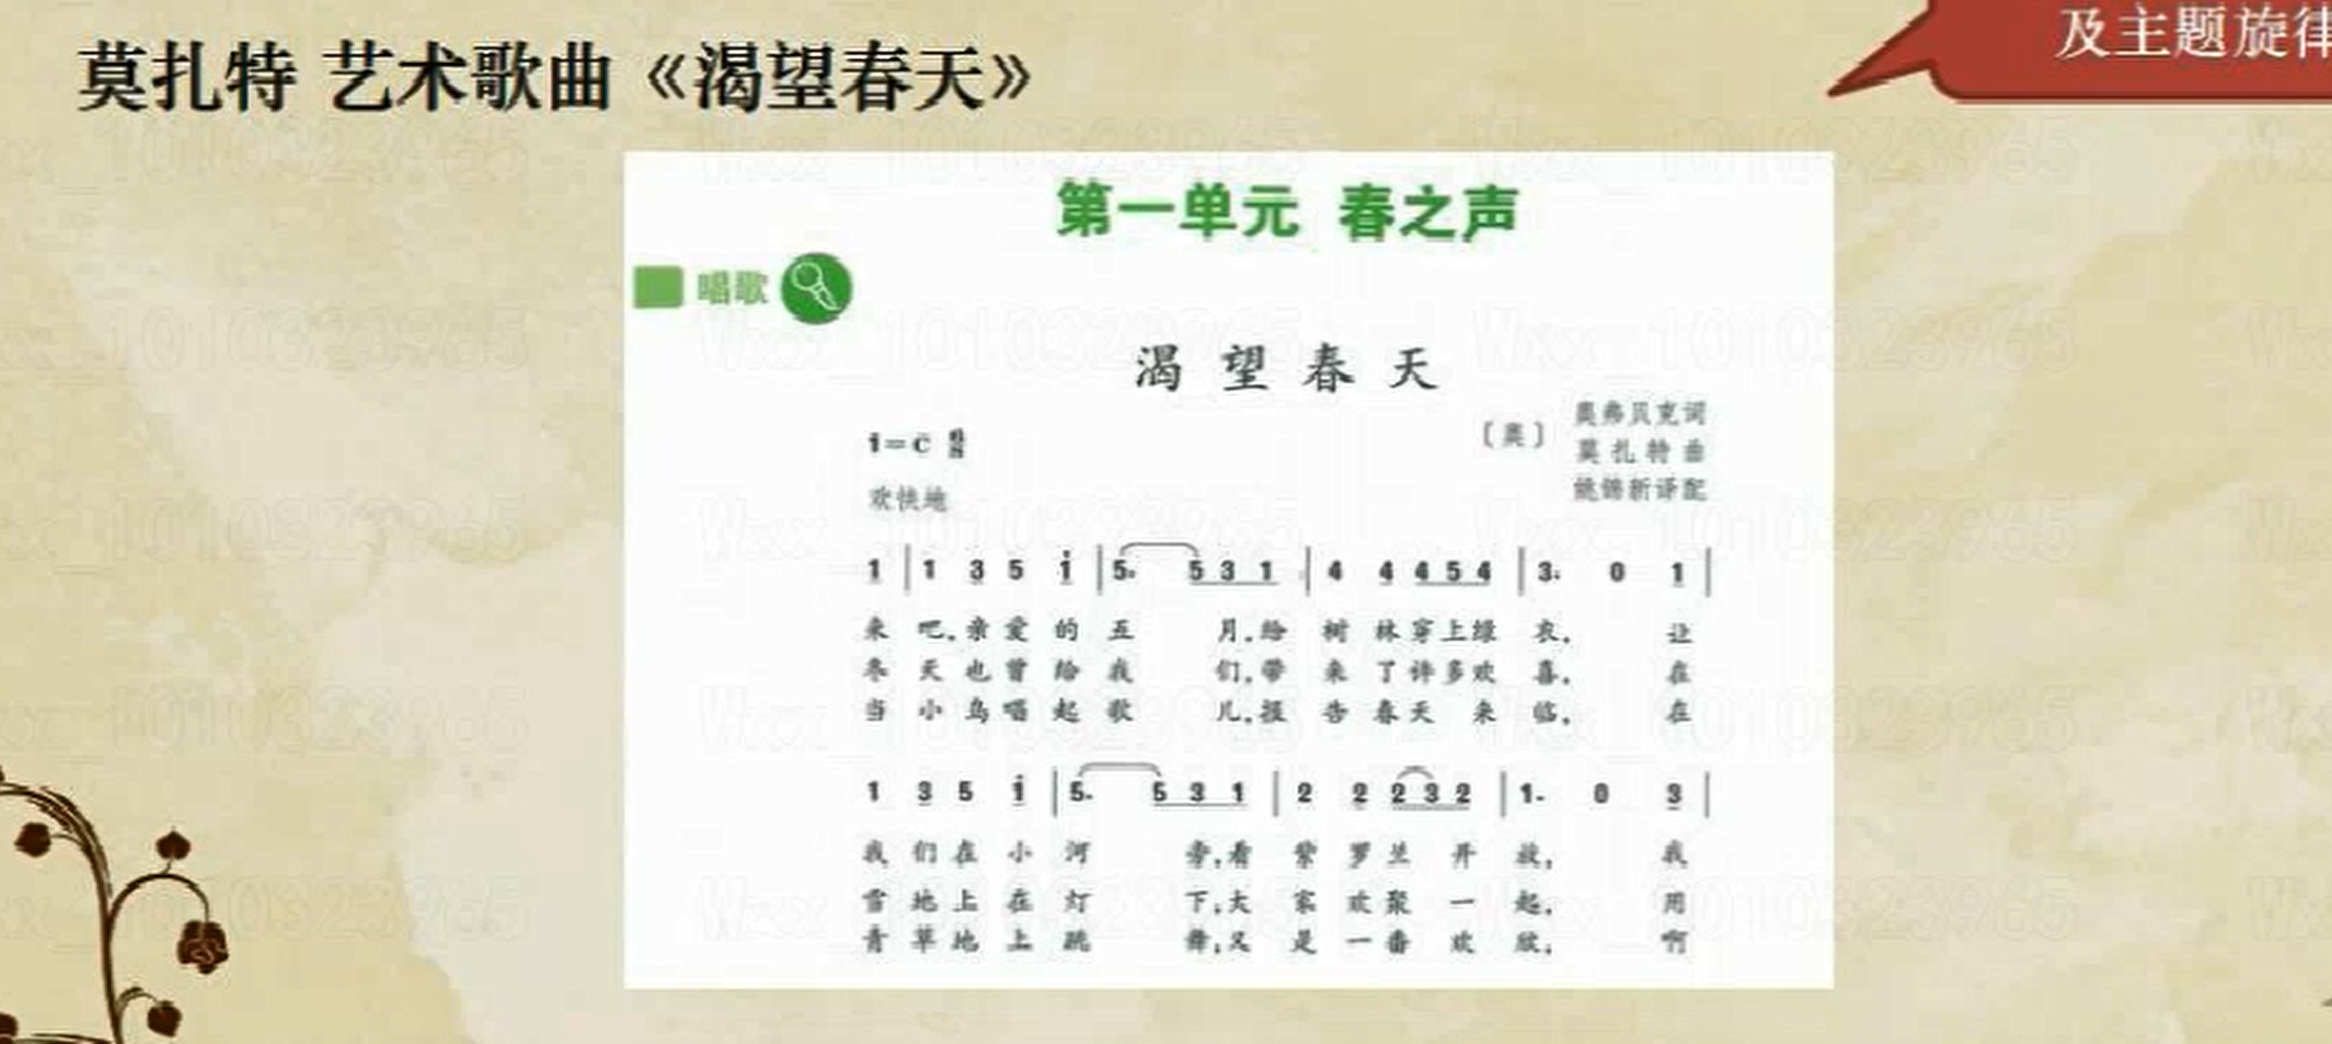 莫扎特 艺术歌曲《渴望春天》
及主题旋律
第一单元 春之声
唱歌
渴望春天
1=C 6/8
〔奥〕
奥弗贝克词
莫扎特曲
姚锦新译配
欢快地
1 | 1 3 5 i | 5. 5 3 1 | 4 4 4 5 4 | 3. 0 1 |
来 吧,亲 爱 的 五 月,给 树 林 穿 上 绿 衣, 让
冬 天 也 曾 给 我 们,带 来 了 许 多 欢 喜, 在
当 小 鸟 唱 起 歌 儿,报 告 春 天 来 临, 在
1 3 5 i | 5. 5 3 1 | 2 2 2 3 2 | 1. 0 3 |
我 们 在 小 河 旁,看 紫 罗 兰 开 放, 我
雪 地 上 在 灯 下,大 家 欢 聚 一 起, 用
青 草 地 上 跳 舞,又 是 一 番 欢 欣, 啊
Wxx_1010323965